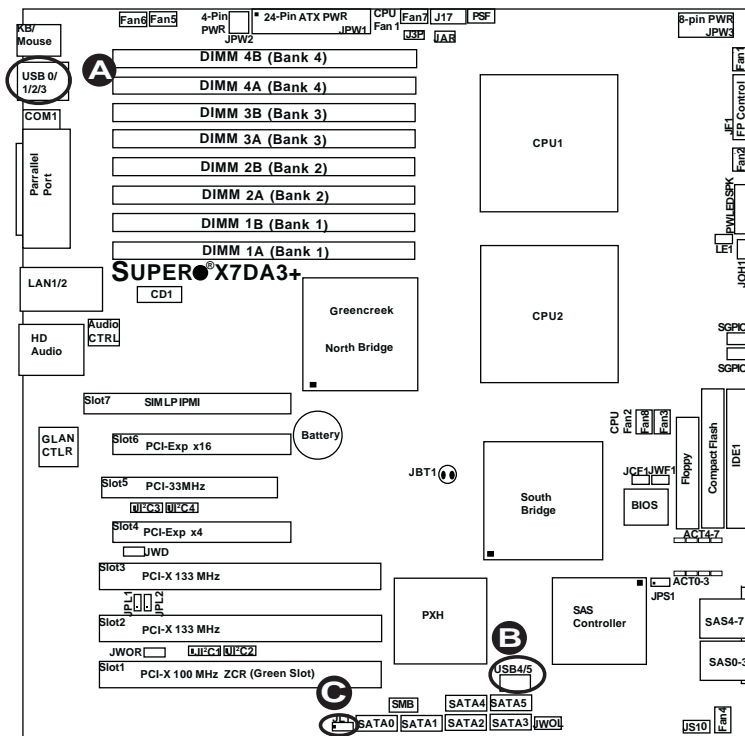 KB/
Mouse
Fan6
Fan5
4-Pin
PWR
JPW2
24-Pin ATX PWR
JPW1
CPU
Fan 1
Fan7
J17
PSF
J3P
JAR
8-pin PWR
JPW3
USB 0/
1/2/3
A
COM1
Parrallel
Port
DIMM 4B (Bank 4)
DIMM 4A (Bank 4)
DIMM 3B (Bank 3)
DIMM 3A (Bank 3)
DIMM 2B (Bank 2)
DIMM 2A (Bank 2)
DIMM 1B (Bank 1)
DIMM 1A (Bank 1)
CPU1
Fan1
JF1
FP Control
Fan2
PWLEDSPK
LE1
JOH1
LAN1/2
SUPER ® X7DA3+
CD1
HD
Audio
Audio
CTRL
Greencreek
North Bridge
CPU2
SGPIO
SGPIO
Slot7
SIMLP IPMI
GLAN
CTLR
Slot6
PCI-Exp x16
Battery
Slot5
PCI-33MHz
JI²C3
JI²C4
Slot4
PCI-Exp x4
JWD
JBT1
South
Bridge
CPU
Fan2
Fan8
Fan3
JCF1
JWF1
BIOS
Floppy
Compact Flash
IDE1
ACT4-7
Slot3
PCI-X 133 MHz
JPL1
JPL2
Slot2
PCI-X 133 MHz
JWOR
JI²C1
JI²C2
Slot1
PCI-X 100 MHz ZCR (Green Slot)
PXH
SAS
Controller
ACT0-3
JPS1
SAS4-7
SAS0-3
B
USB4/5
C
SMB
SATA4
SATA5
SATA0
SATA1
SATA2
SATA3
JWOL
JS10
Fan4